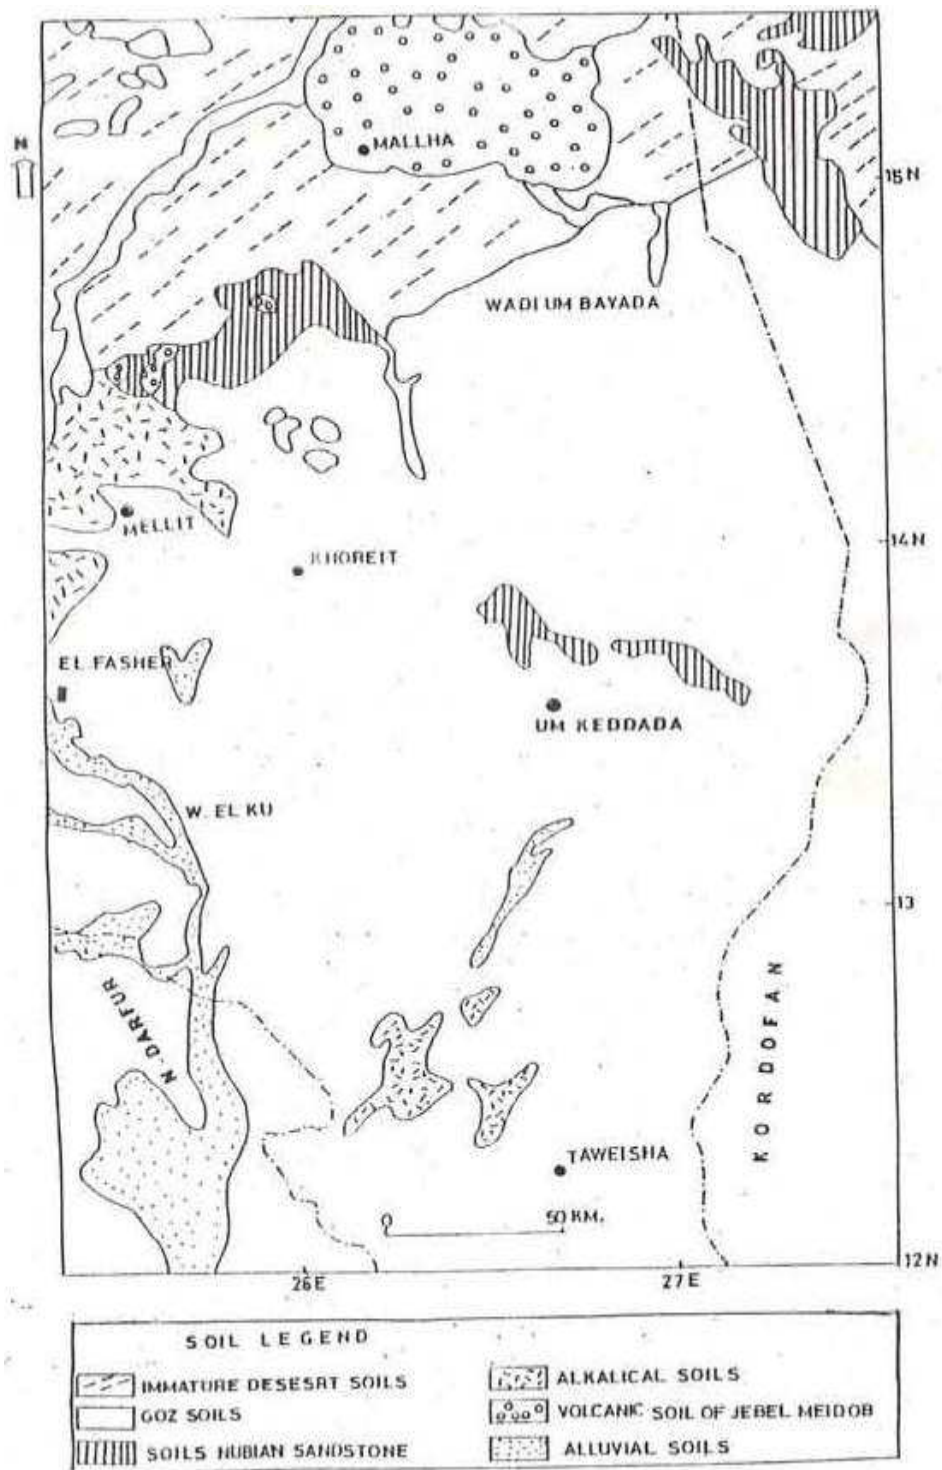 N
MALLHA
15N
WADI UM BAYADA
MELLIT
14N
KHOREIT
EL FASHER
UM KEDDADA
W. EL KU
13
N. DARFUR
KORDOFAN
TAWEISHA
0 50 KM.
12N
26E 27E
SOIL LEGEND
IMMATURE DESESRT SOILS
GOZ SOILS
SOILS NUBIAN SANDSTONE
ALKALICAL SOILS
VOLCANIC SOIL OF JEBEL MEIDOB
ALLUVIAL SOILS